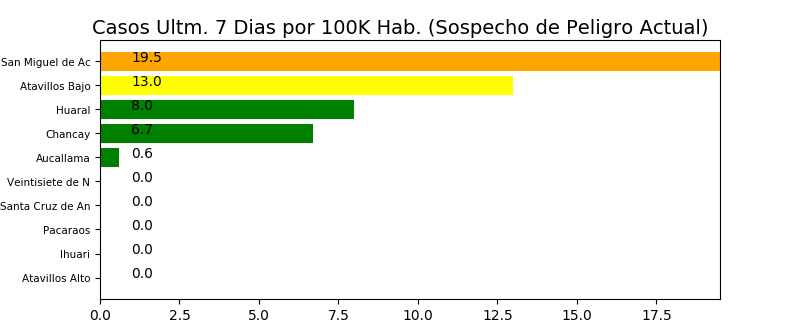 Casos Ultm. 7 Dias por 100K Hab. (Sospecho de Peligro Actual)
San Miguel de Ac 19.5
Atavillos Bajo 13.0
Huaral 8.0
Chancay 6.7
Aucallama 0.6
Veintisiete de N 0.0
Santa Cruz de An 0.0
Pacaraos 0.0
Ihuari 0.0
Atavillos Alto 0.0
0.0 2.5 5.0 7.5 10.0 12.5 15.0 17.5